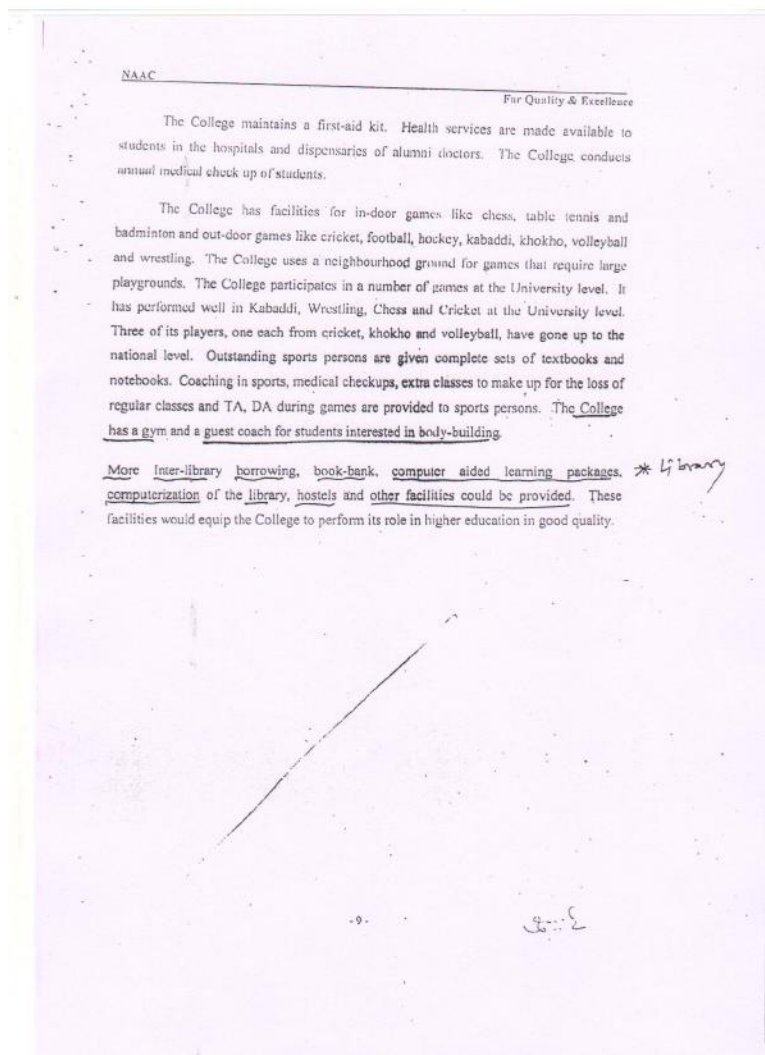 NAAC
For Quality & Excellence
The College maintains a first-aid kit. Health services are made available to
students in the hospitals and dispensaries of alumni doctors. The College conducts
annual medical check up of students.
The College has facilities for in-door games like chess, table tennis and
badminton and out-door games like cricket, football, hockey, kabaddi, khokho, volleyball
and wrestling. The College uses a neighbourhood ground for games that require large
playgrounds. The College participates in a number of games at the University level. It
has performed well in Kabaddi, Wrestling, Chess and Cricket at the University level.
Three of its players, one each from cricket, khokho and volleyball, have gone up to the
national level. Outstanding sports persons are given complete sets of textbooks and
notebooks. Coaching in sports, medical checkups, extra classes to make up for the loss of
regular classes and TA, DA during games are provided to sports persons. The College
has a gym and a guest coach for students interested in body-building.
More Inter-library borrowing, book-bank, computer aided learning packages, * Library
computerization of the library, hostels and other facilities could be provided. These
facilities would equip the College to perform its role in higher education in good quality.
-9-